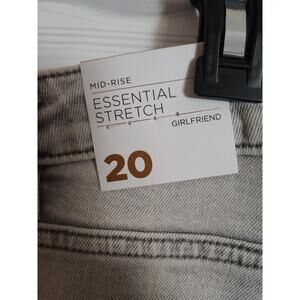 MID-RISE
ESSENTIAL
STRETCH
GIRLFRIEND
20